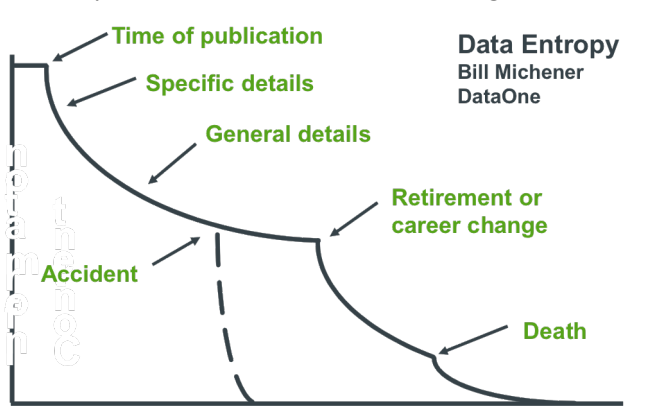 Time of publication
Data Entropy
Bill Michener
DataOne
Specific details
General details
Retirement or
career change
Accident
Death